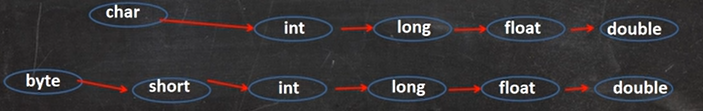 char int long float double
byte short int long float double